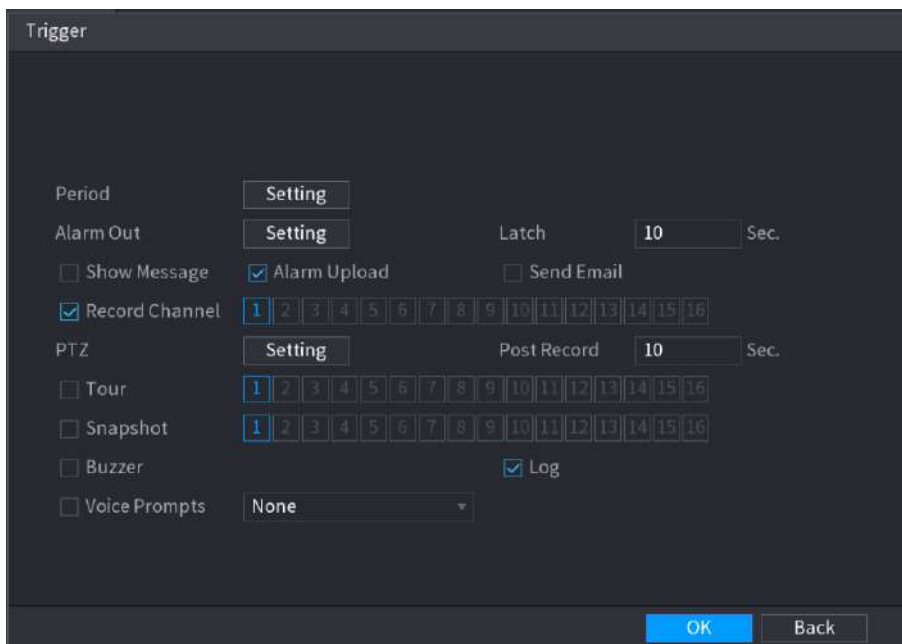 Trigger
Period Setting
Alarm Out Setting Latch 10 Sec.
Show Message Alarm Upload Send Email
Record Channel 1 2 3 4 5 6 7 8 9 10 11 12 13 14 15 16
PTZ Setting Post Record 10 Sec.
Tour 1 2 3 4 5 6 7 8 9 10 11 12 13 14 15 16
Snapshot 1 2 3 4 5 6 7 8 9 10 11 12 13 14 15 16
Buzzer Log
Voice Prompts None
OK Back